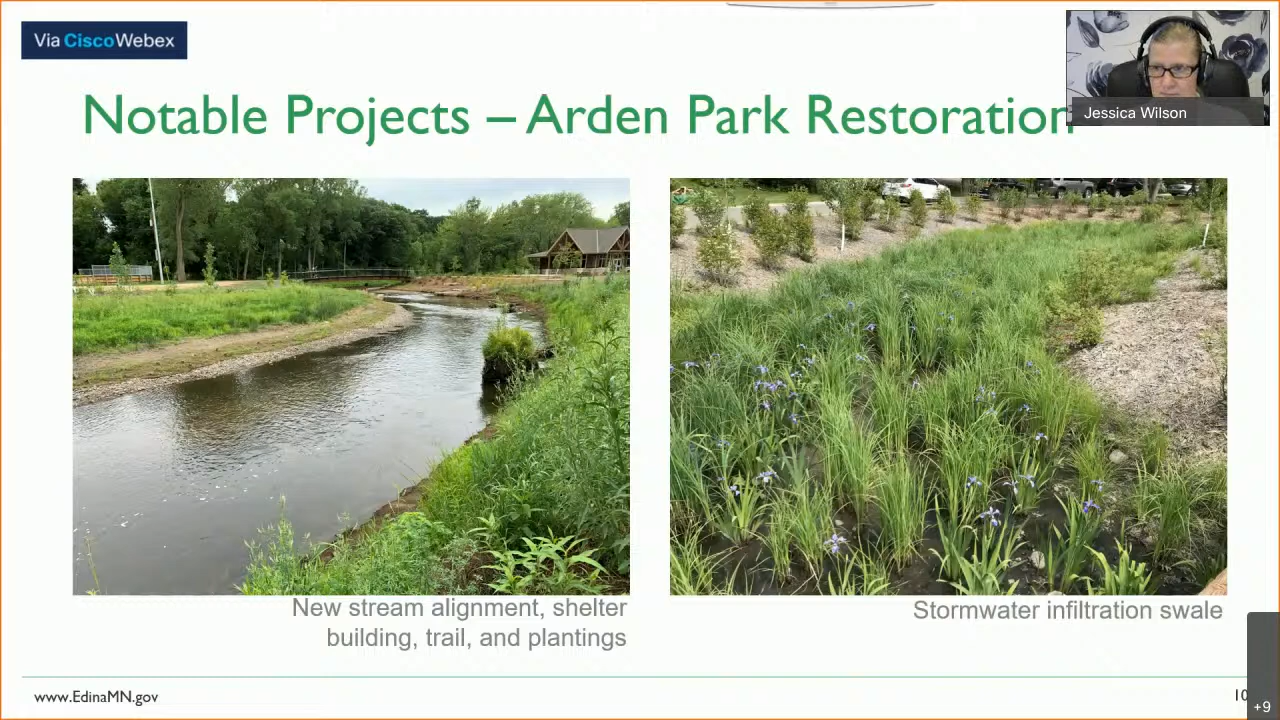 Via CiscoWebex
Jessica Wilson
Notable Projects – Arden Park Restoration
New stream alignment, shelter
building, trail, and plantings
Stormwater infiltration swale
www.EdinaMN.gov
10
+9